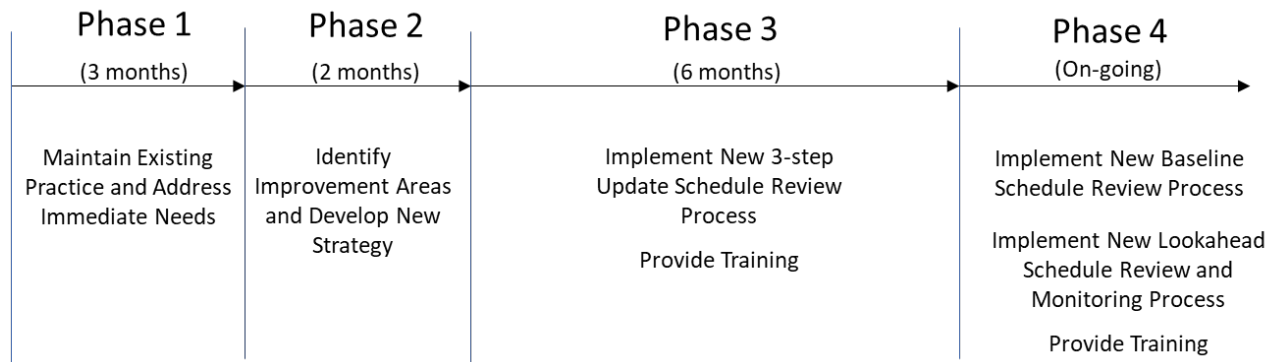 Phase 1
(3 months)
Maintain Existing
Practice and Address
Immediate Needs
Phase 2
(2 months)
Identify
Improvement Areas
and Develop New
Strategy
Phase 3
(6 months)
Implement New 3-step
Update Schedule Review
Process
Provide Training
Phase 4
(On-going)
Implement New Baseline
Schedule Review Process
Implement New Lookahead
Schedule Review and
Monitoring Process
Provide Training